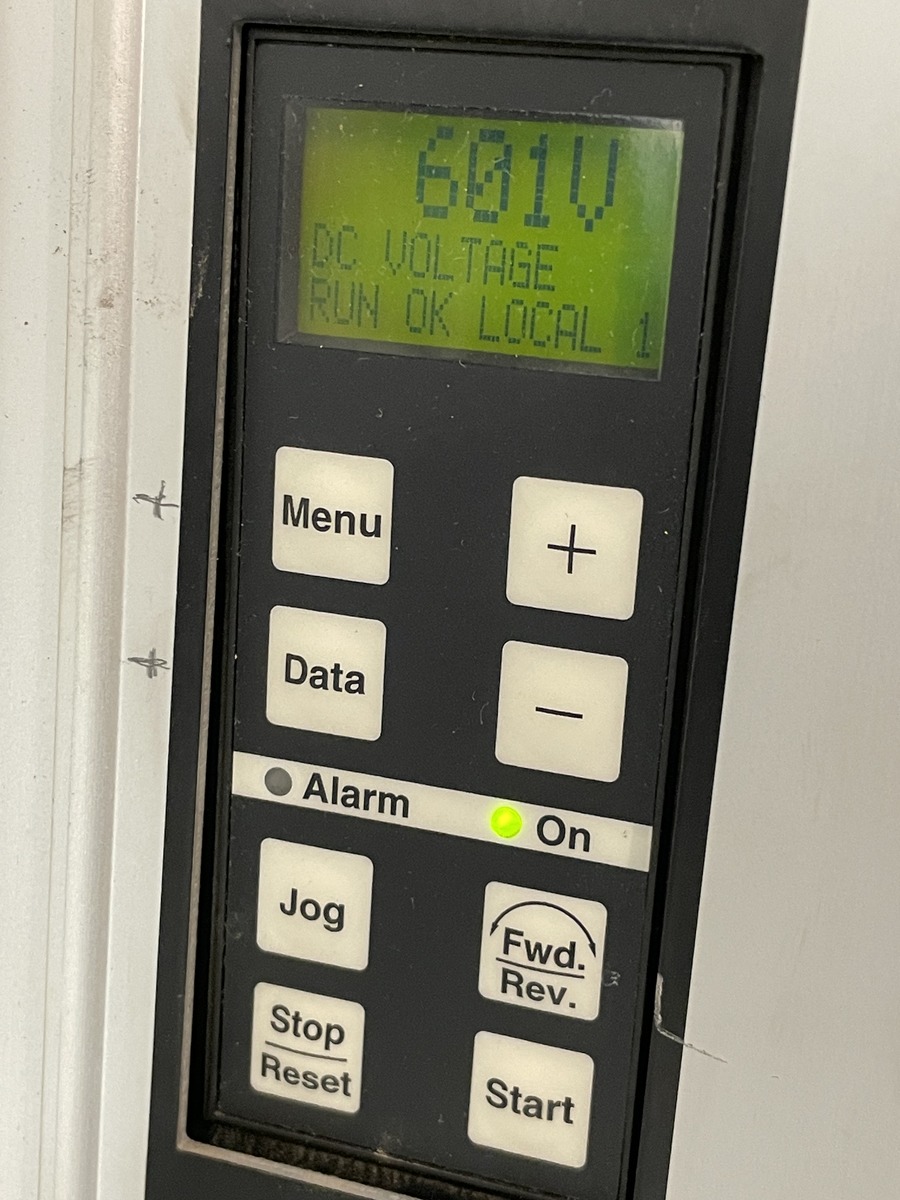 601V
DC VOLTAGE
RUN OK LOCAL 1
Menu
+
Data
−
Alarm
On
Jog
Fwd.
Rev.
Stop
Reset
Start